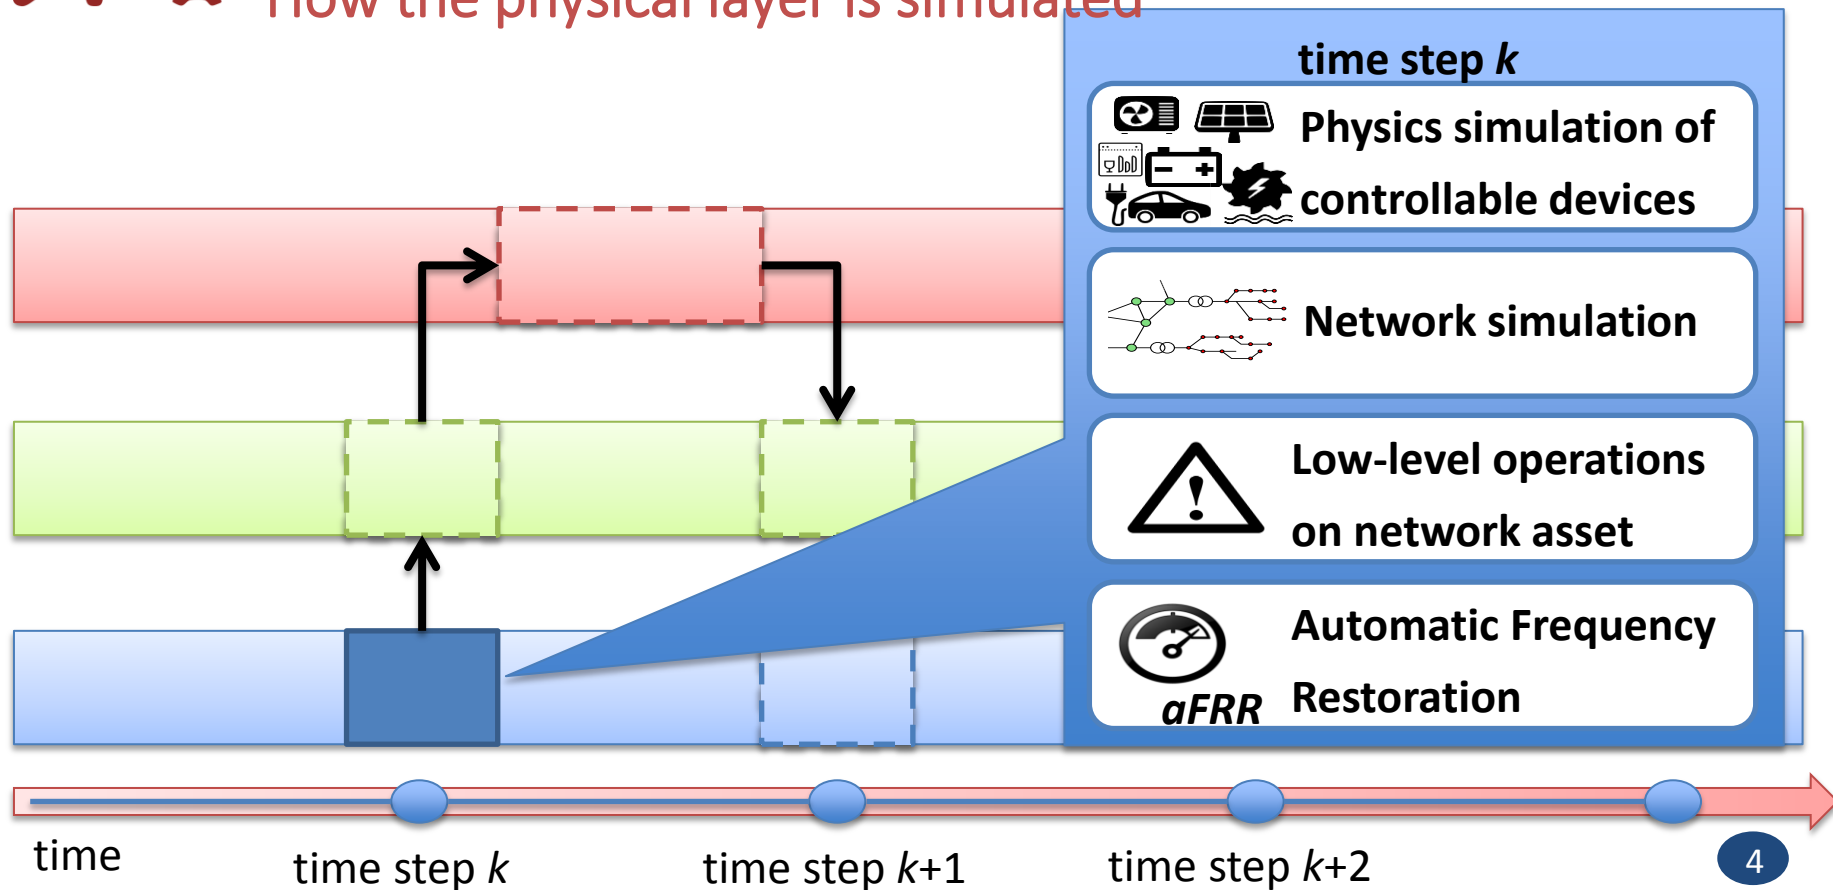 How the physical layer is simulated
time step k
Physics simulation of
controllable devices
Network simulation
Low-level operations
on network asset
Automatic Frequency
aFRR Restoration
time
time step k
time step k+1
time step k+2
4